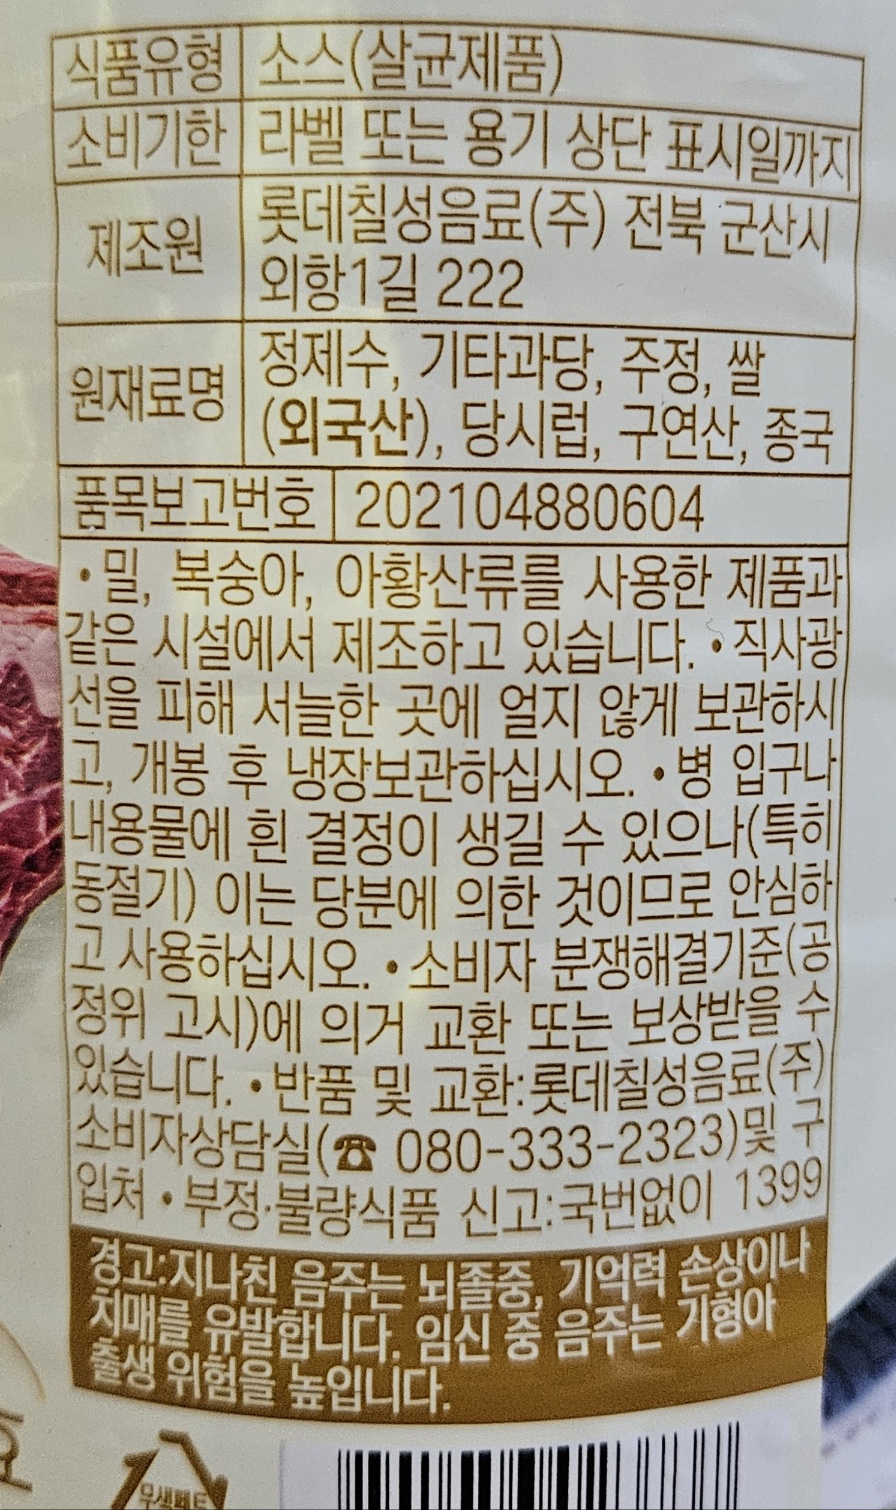 식품유형 소스(살균제품)
소비기한 라벨 또는 용기 상단 표시일까지
제조원 롯데칠성음료(주) 전북 군산시
외항1길 222
원재료명 정제수, 기타과당, 주정, 쌀
(외국산), 당시럽, 구연산, 종국
품목보고번호 202104880604
•밀, 복숭아, 아황산류를 사용한 제품과
같은 시설에서 제조하고 있습니다. •직사광
선을 피해 서늘한 곳에 얼지 않게 보관하시
고, 개봉 후 냉장보관하십시오. •병 입구나
내용물에 흰 결정이 생길 수 있으나(특히
동절기) 이는 당분에 의한 것이므로 안심하
고 사용하십시오. •소비자 분쟁해결기준(공
정위 고시)에 의거 교환 또는 보상받을 수
있습니다. •반품 및 교환:롯데칠성음료(주)
소비자상담실(☎ 080-333-2323)및 구
입처 •부정·불량식품 신고:국번없이 1399
경고:지나친 음주는 뇌졸중, 기억력 손상이나
치매를 유발합니다. 임신 중 음주는 기형아
출생 위험을 높입니다.
무색페트